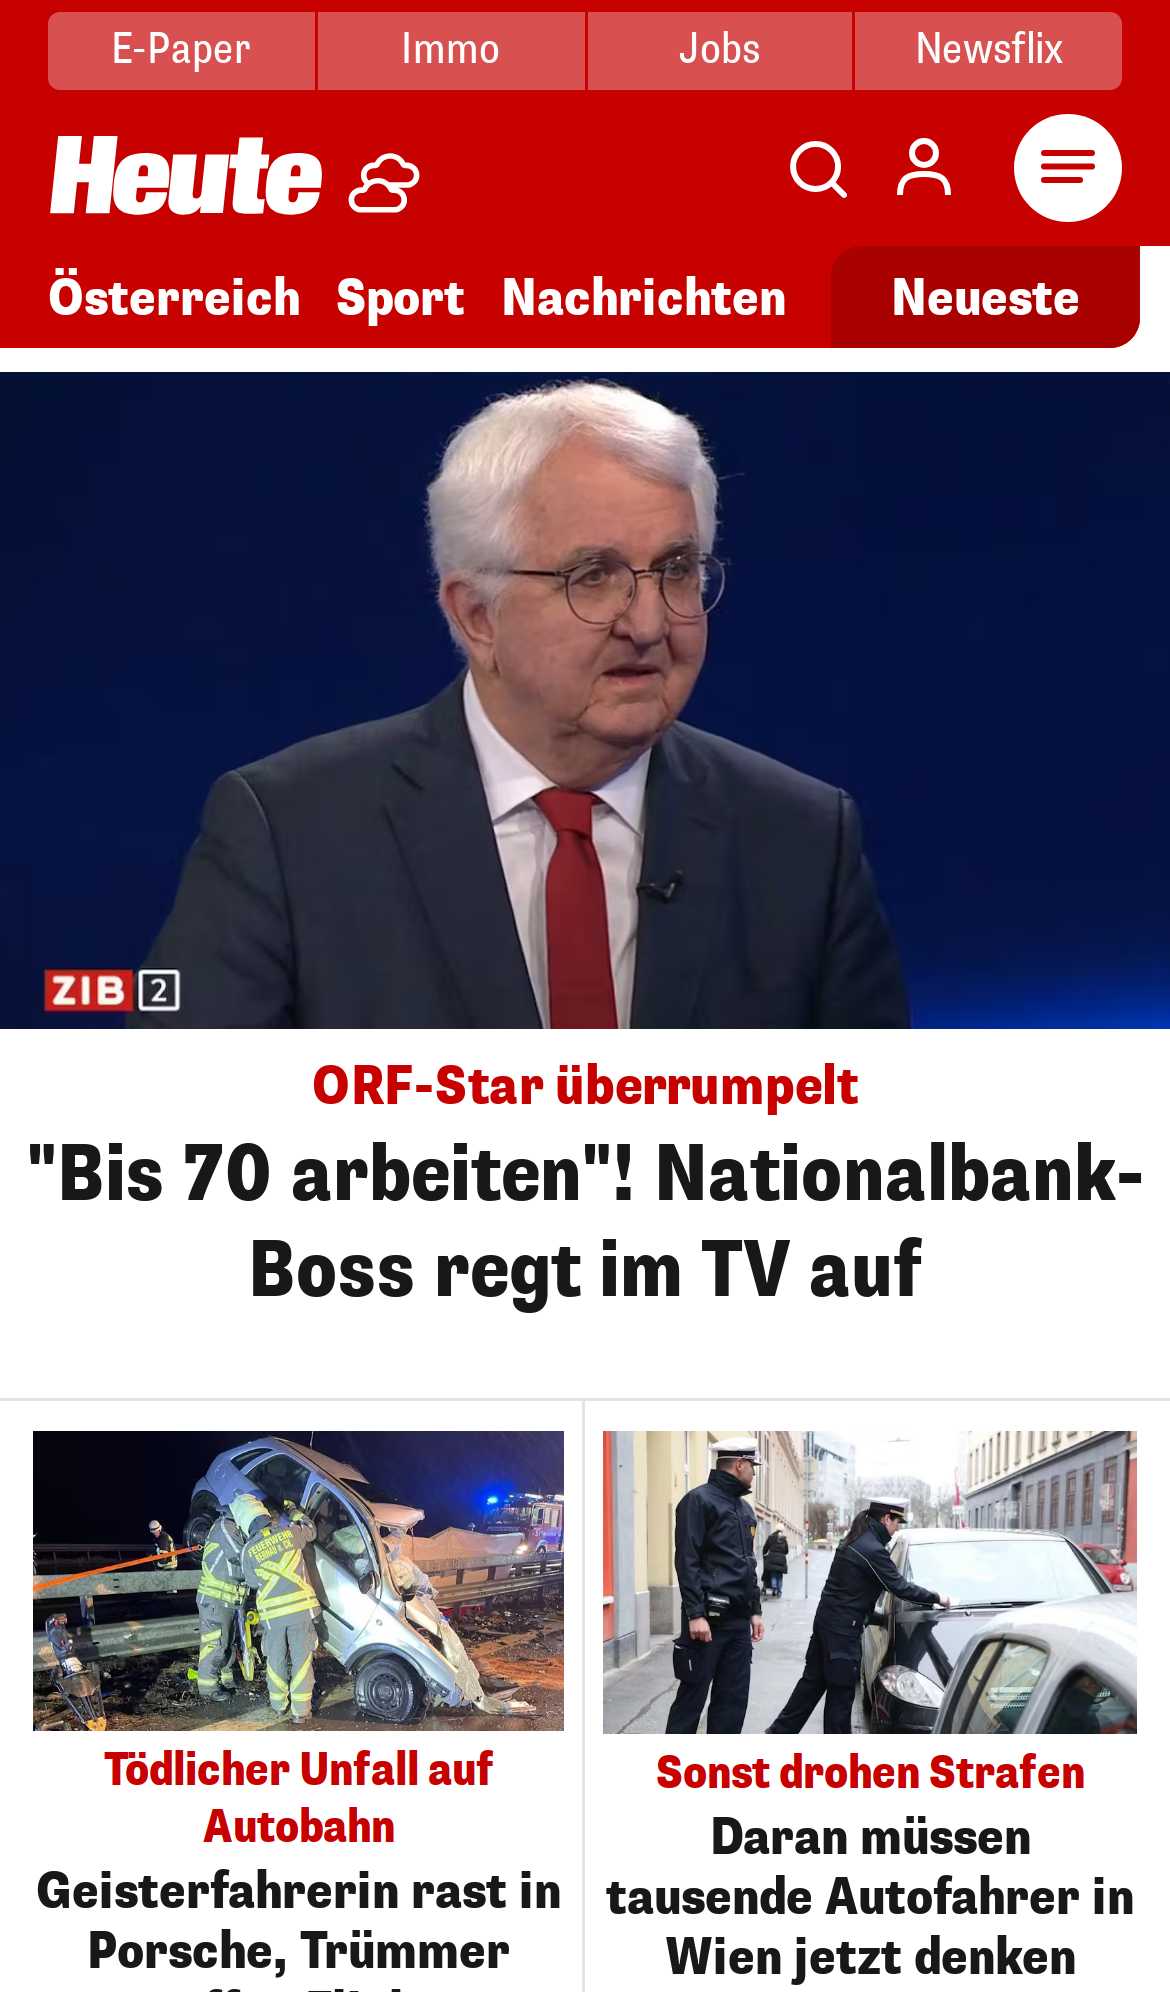 E-Paper Immo Jobs Newsflix
Heute
Österreich Sport Nachrichten Neueste
ZIB 2
ORF-Star überrumpelt
"Bis 70 arbeiten"! Nationalbank-
Boss regt im TV auf
FEUERWEHR
Tödlicher Unfall auf
Autobahn
Geisterfahrerin rast in
Porsche, Trümmer
Sonst drohen Strafen
Daran müssen
tausende Autofahrer in
Wien jetzt denken